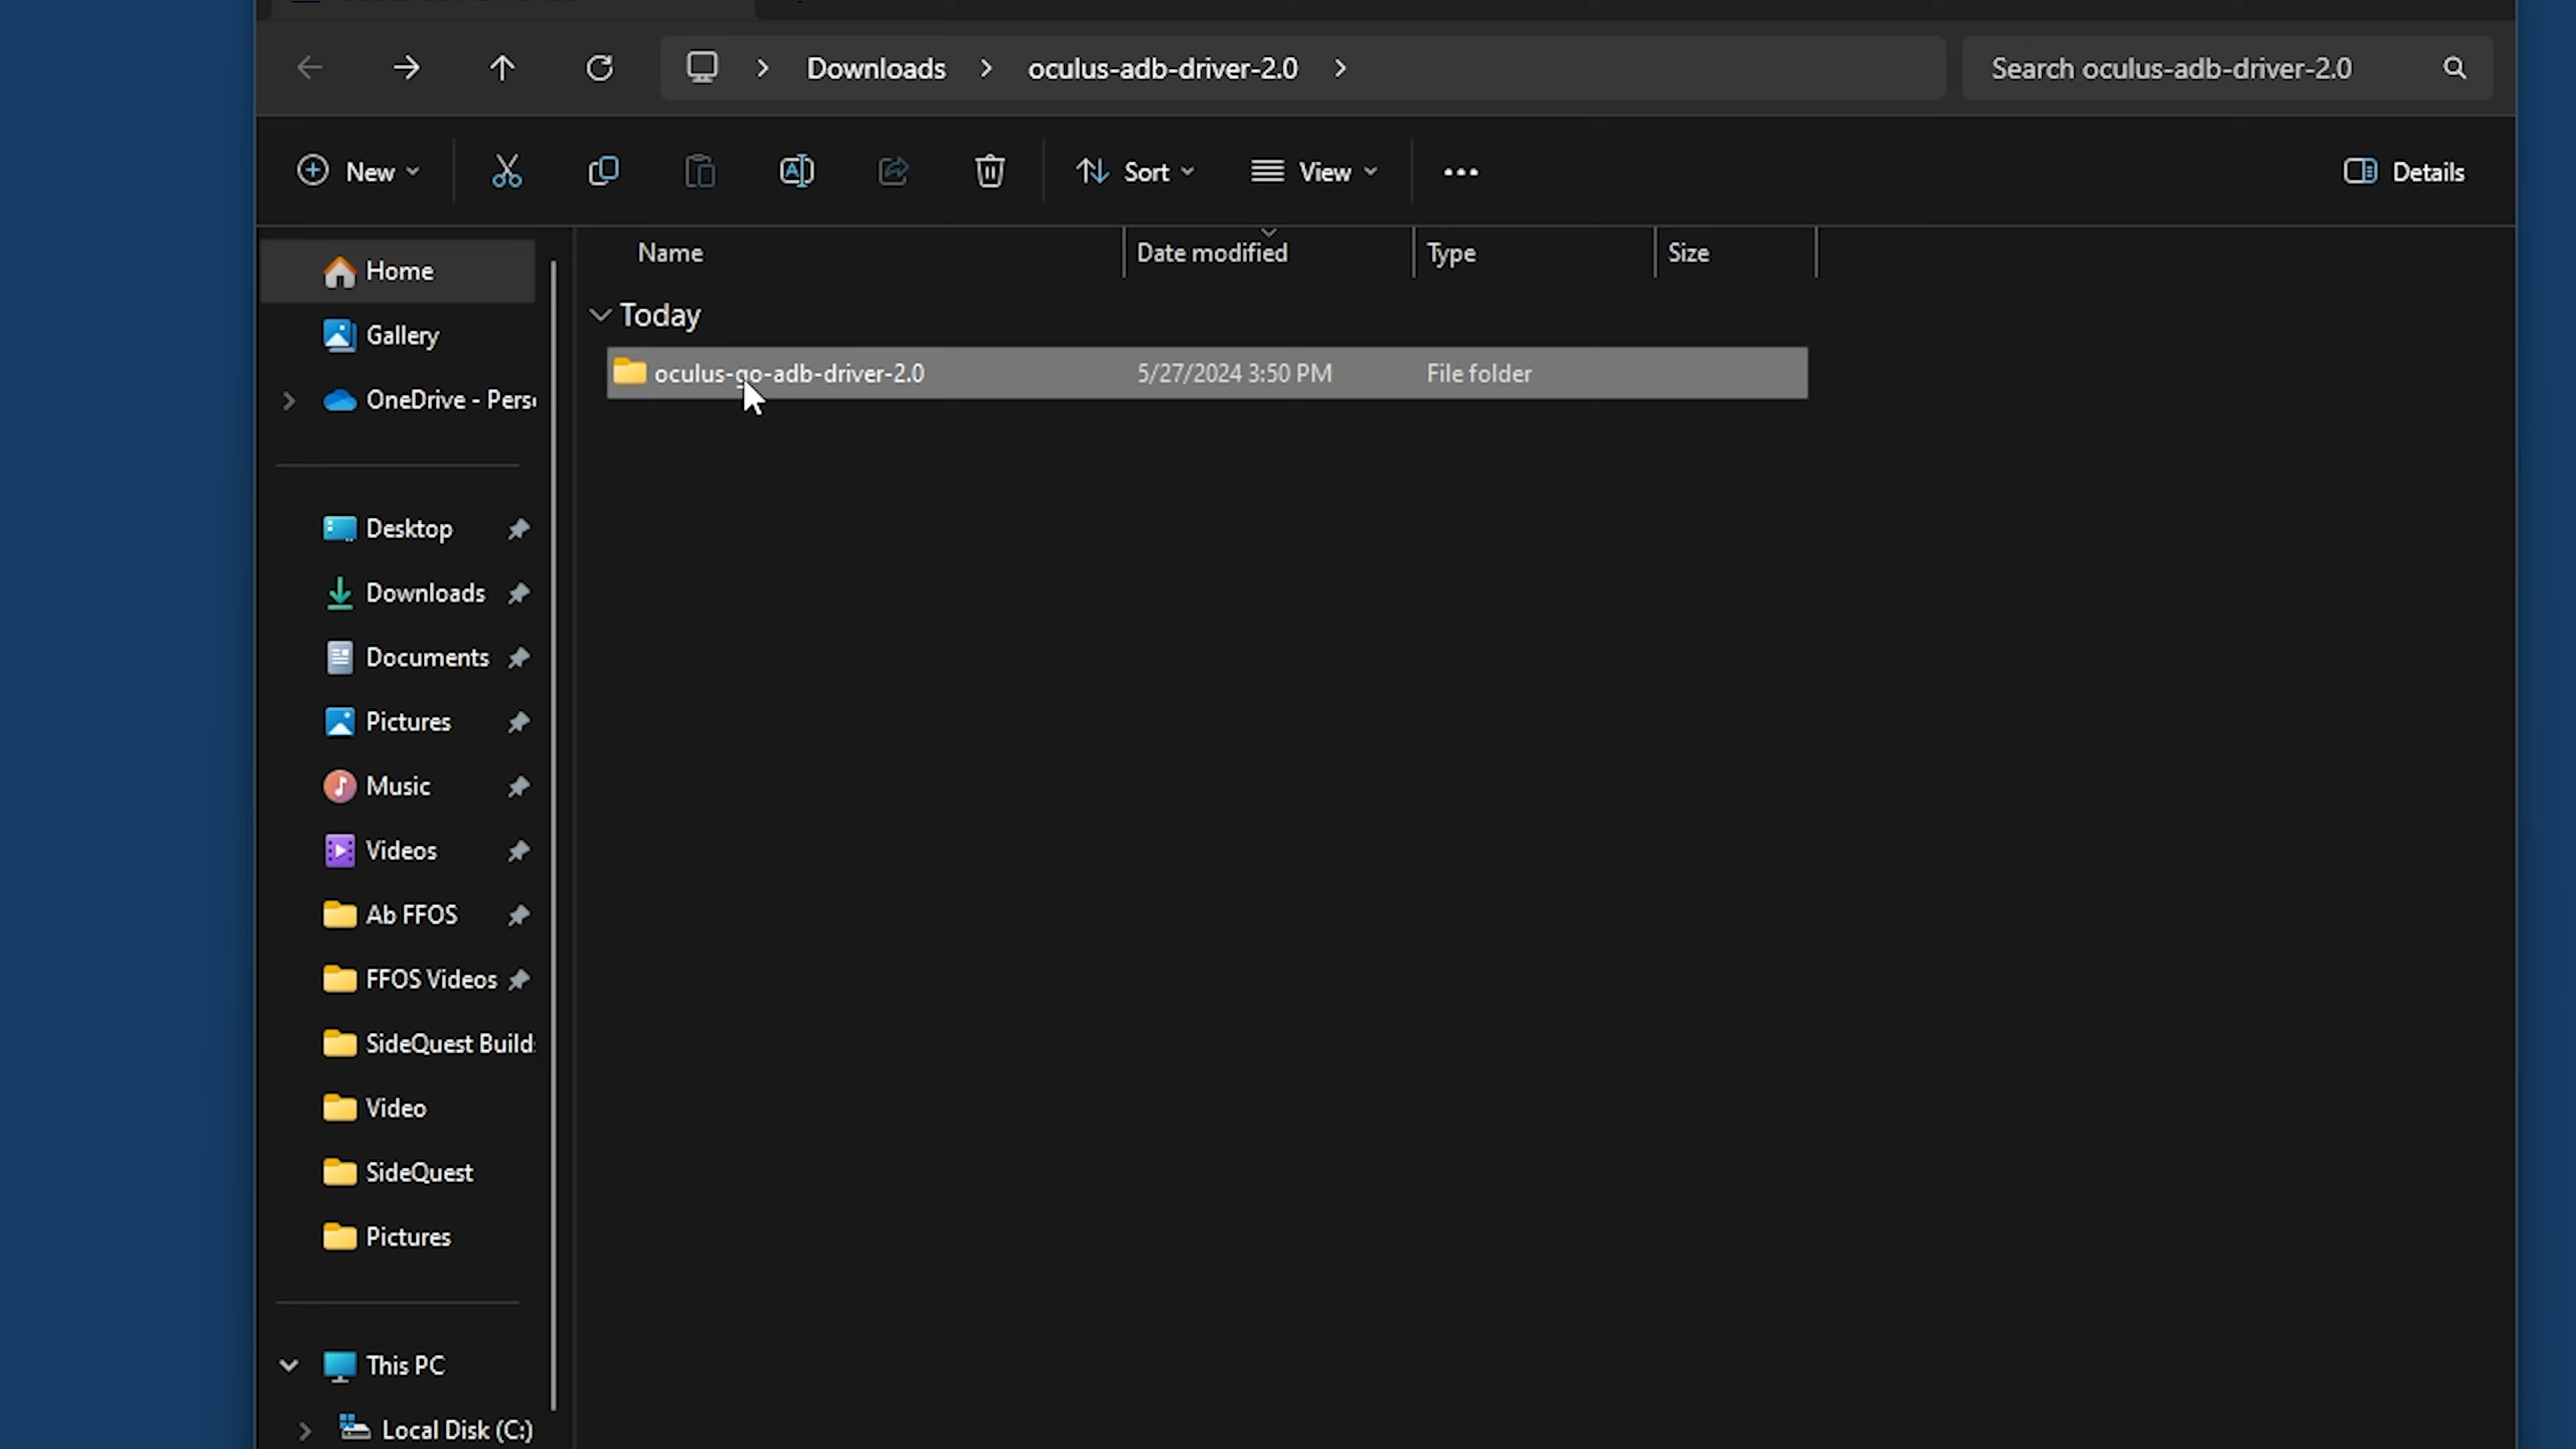 Downloads > oculus-adb-driver-2.0 >
Search oculus-adb-driver-2.0
New
Sort
View
Details
Name
Date modified
Type
Size
Home
Gallery
OneDrive - Pers
Today
oculus-go-adb-driver-2.0
5/27/2024 3:50 PM
File folder
Desktop
Downloads
Documents
Pictures
Music
Videos
Ab FFOS
FFOS Videos
SideQuest Build
Video
SideQuest
Pictures
This PC
Local Disk (C:)